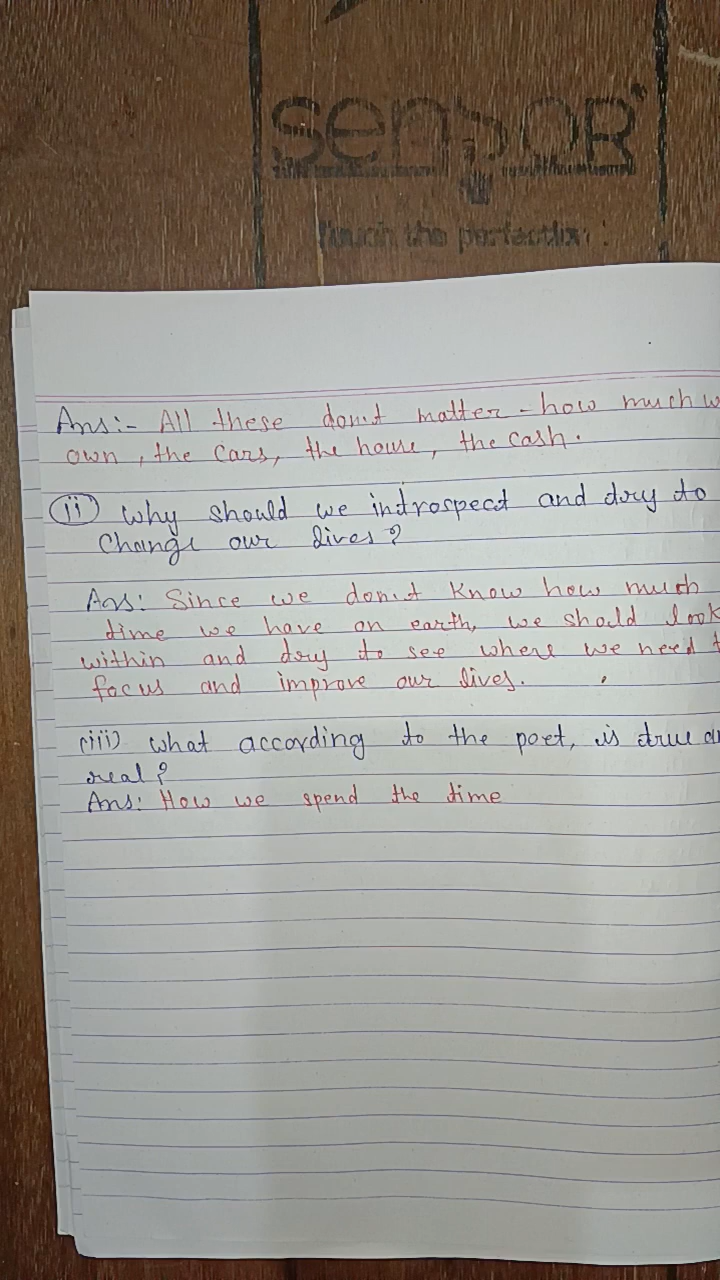 sensor
Touch the perfection
Ans:- All these don't matter - how much w
own, the cars, the house, the cash.
(ii) Why should we introspect and try to
Change our lives?
Ans: Since we don't know how much
time we have on earth, we should look
within and try to see where we need t
focus and improve our lives.
(iii) what according to the poet, is true an
real?
Ans: How we spend the time